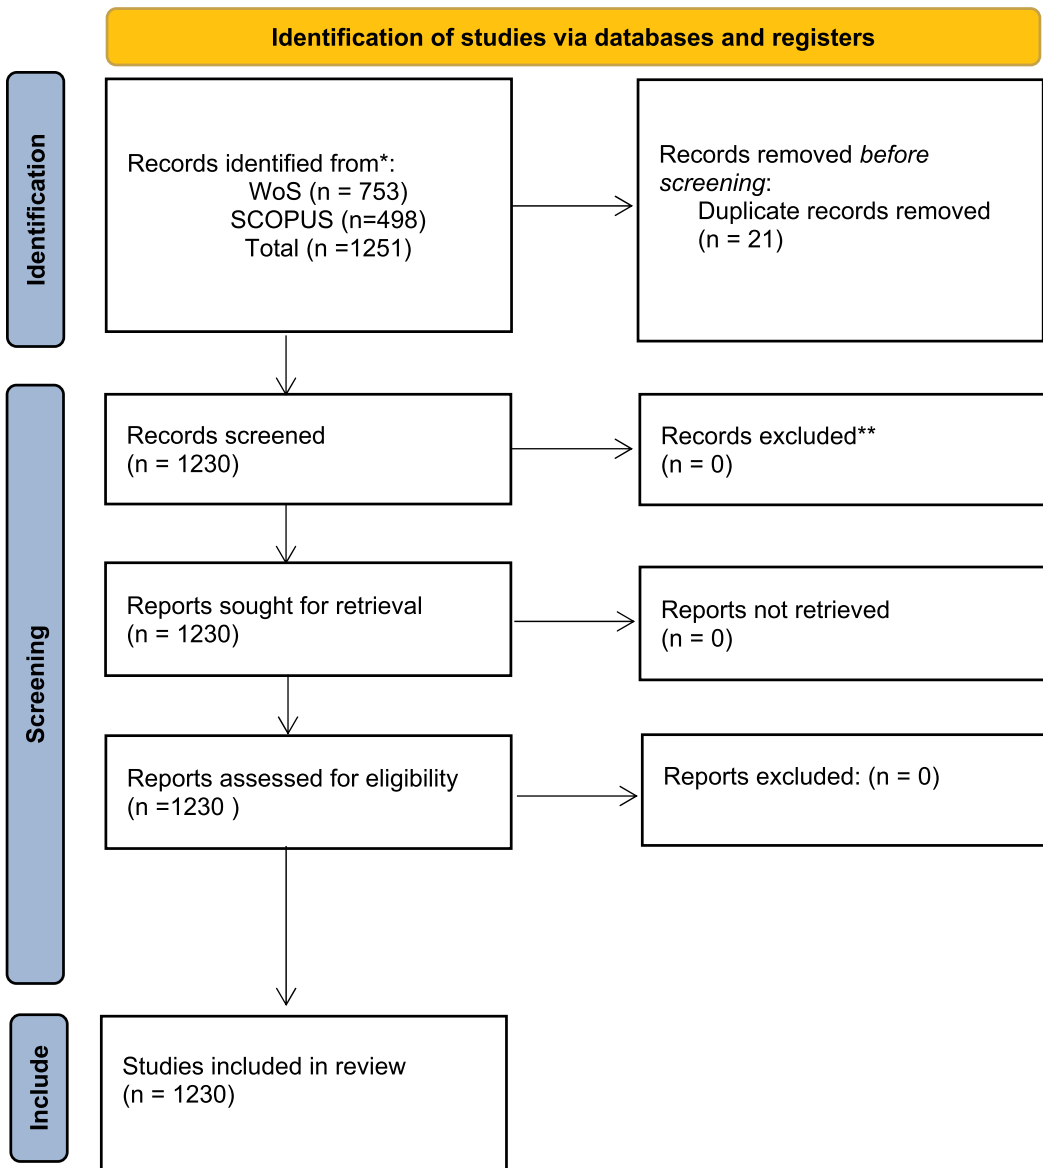 Identification of studies via databases and registers
Identification
Records identified from*:
WoS (n = 753)
SCOPUS (n=498)
Total (n =1251)
Records removed before
screening:
Duplicate records removed
(n = 21)
Screening
Records screened
(n = 1230)
Records excluded**
(n = 0)
Reports sought for retrieval
(n = 1230)
Reports not retrieved
(n = 0)
Reports assessed for eligibility
(n =1230 )
Reports excluded: (n = 0)
Include
Studies included in review
(n = 1230)